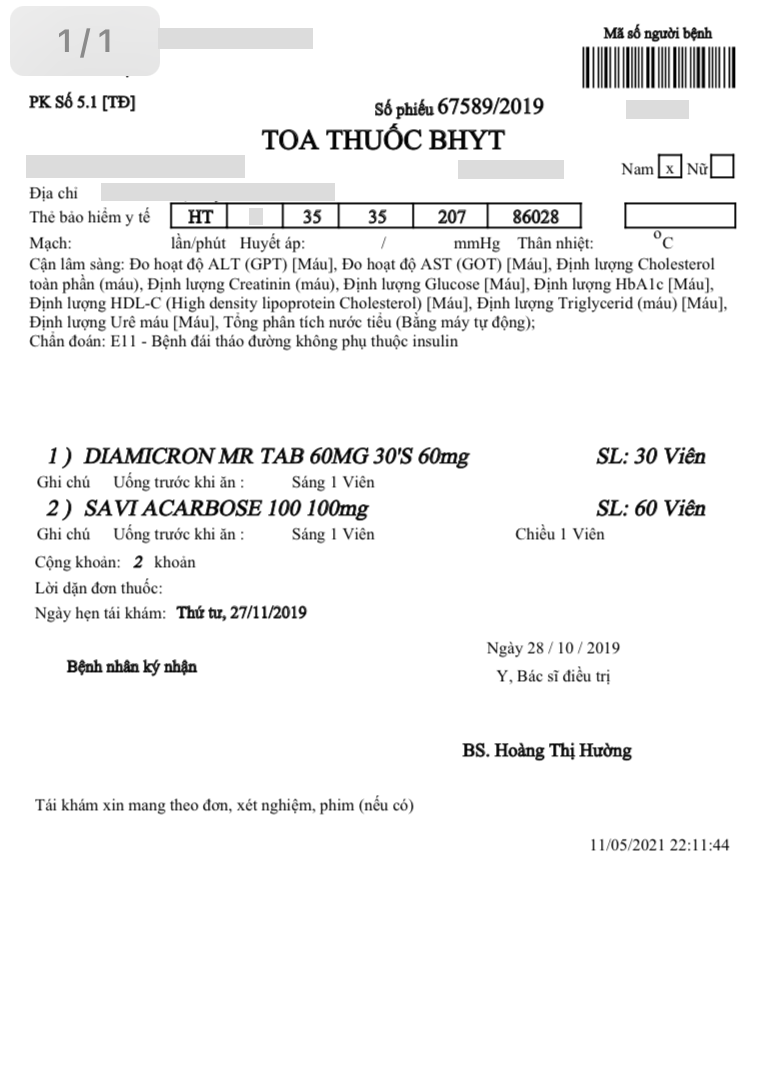 1/1
Mã số người bệnh
PK Số 5.1 [TĐ]
Số phiếu 67589/2019
TOA THUỐC BHYT
Nam x Nữ
Địa chỉ
Thẻ bảo hiểm y tế HT 35 35 207 86028
Mạch: lần/phút Huyết áp: / mmHg Thân nhiệt: °C
Cận lâm sàng: Đo hoạt độ ALT (GPT) [Máu], Đo hoạt độ AST (GOT) [Máu], Định lượng Cholesterol
toàn phần (máu), Định lượng Creatinin (máu), Định lượng Glucose [Máu], Định lượng HbA1c [Máu],
Định lượng HDL-C (High density lipoprotein Cholesterol) [Máu], Định lượng Triglycerid (máu) [Máu],
Định lượng Urê máu [Máu], Tổng phân tích nước tiểu (Bằng máy tự động);
Chẩn đoán: E11 - Bệnh đái tháo đường không phụ thuộc insulin
1 ) DIAMICRON MR TAB 60MG 30'S 60mg SL: 30 Viên
Ghi chú Uống trước khi ăn : Sáng 1 Viên
2 ) SAVI ACARBOSE 100 100mg SL: 60 Viên
Ghi chú Uống trước khi ăn : Sáng 1 Viên Chiều 1 Viên
Cộng khoản: 2 khoản
Lời dặn đơn thuốc:
Ngày hẹn tái khám: Thứ tư, 27/11/2019
Ngày 28 / 10 / 2019
Bệnh nhân ký nhận
Y, Bác sĩ điều trị
BS. Hoàng Thị Hường
Tái khám xin mang theo đơn, xét nghiệm, phim (nếu có)
11/05/2021 22:11:44